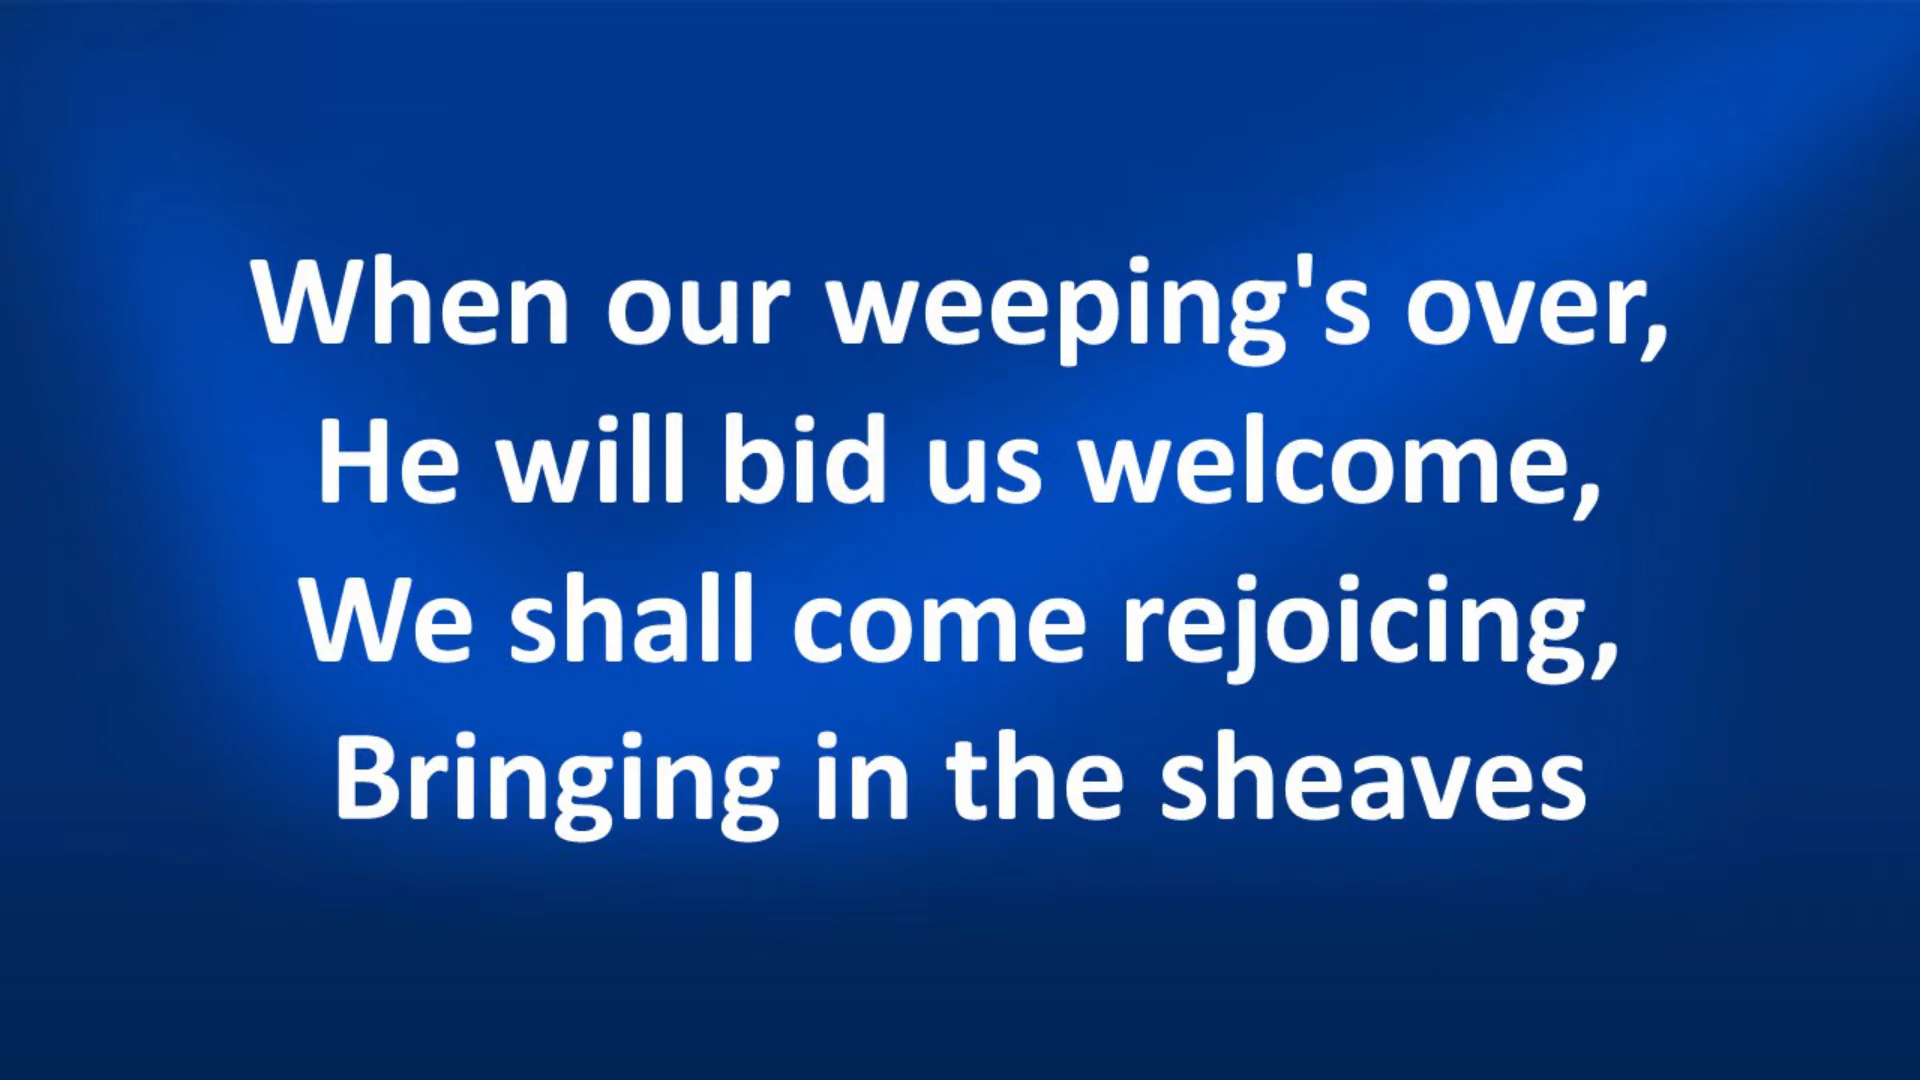 When our weeping's over,
He will bid us welcome,
We shall come rejoicing,
Bringing in the sheaves